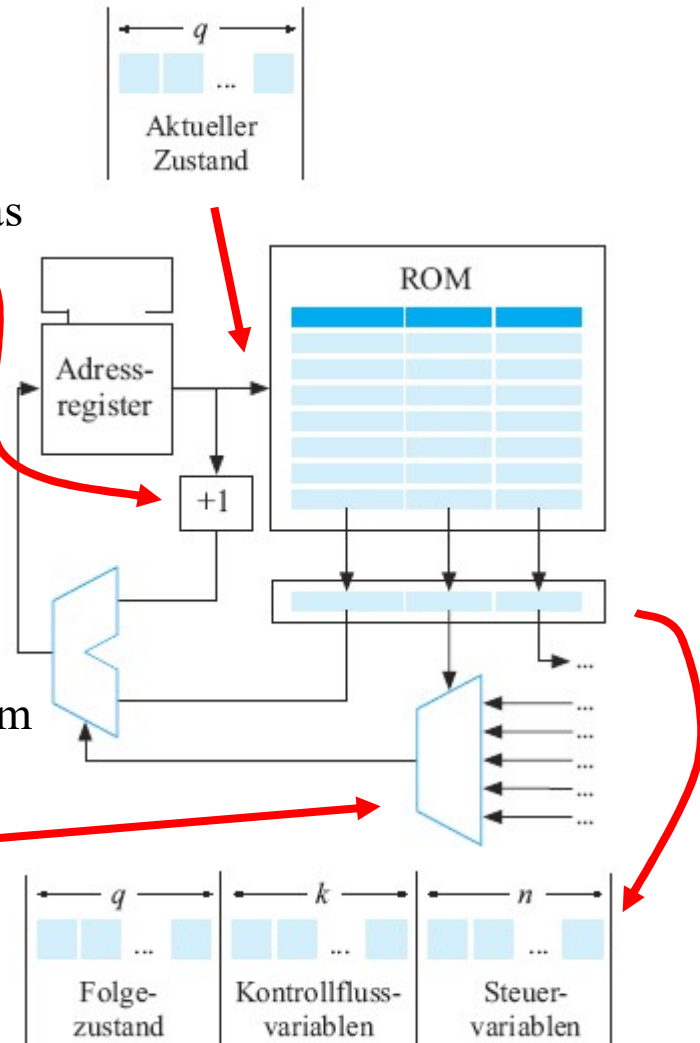 q
...
Aktueller
Zustand
ROM
Adress-
register
+1
...
...
...
...
...
...
q
k
n
...
...
...
Folge-
zustand
Kontrollfluss-
variablen
Steuer-
variablen